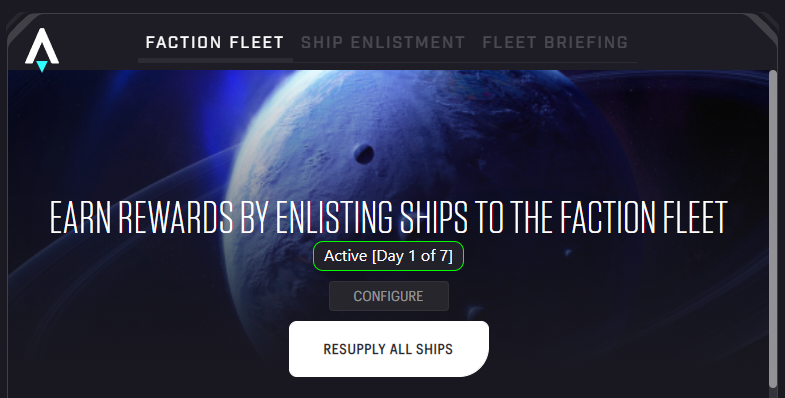 FACTION FLEET SHIP ENLISTMENT FLEET BRIEFING
EARN REWARDS BY ENLISTING SHIPS TO THE FACTION FLEET
Active [Day 1 of 7]
CONFIGURE
RESUPPLY ALL SHIPS